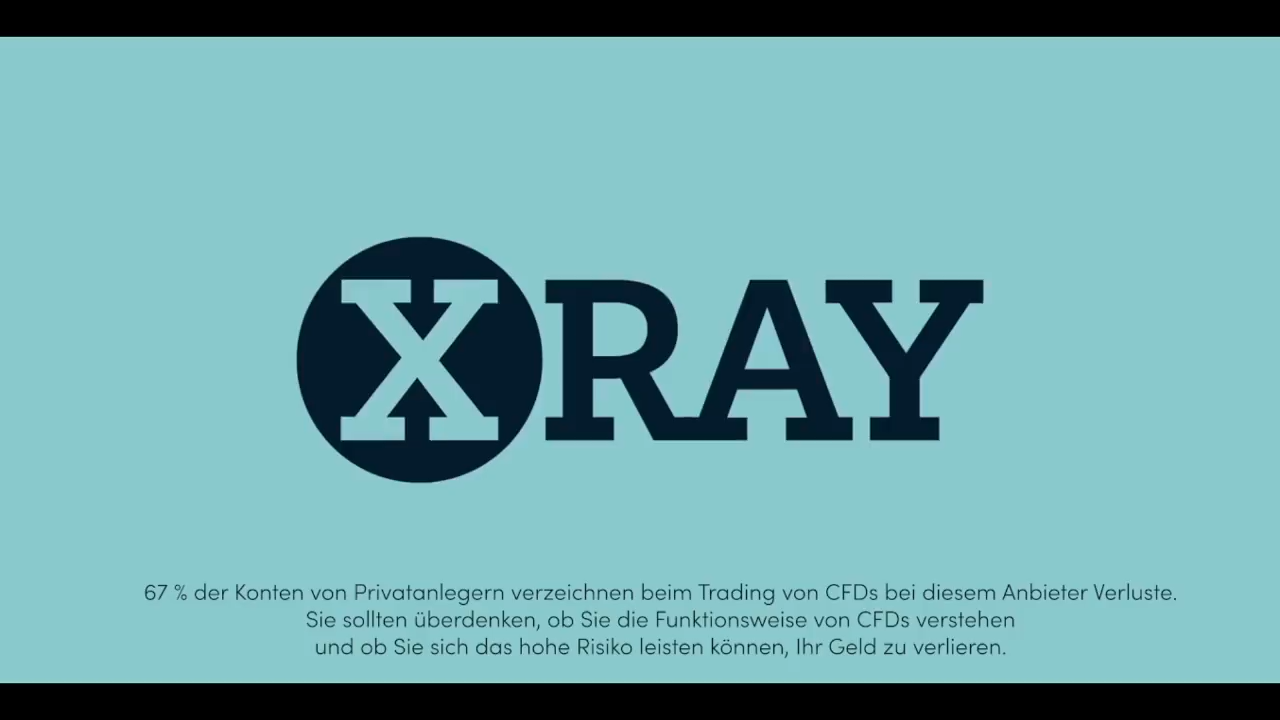 XRAY
67 % der Konten von Privatanlegern verzeichnen beim Trading von CFDs bei diesem Anbieter Verluste.
Sie sollten überdenken, ob Sie die Funktionsweise von CFDs verstehen
und ob Sie sich das hohe Risiko leisten können, Ihr Geld zu verlieren.